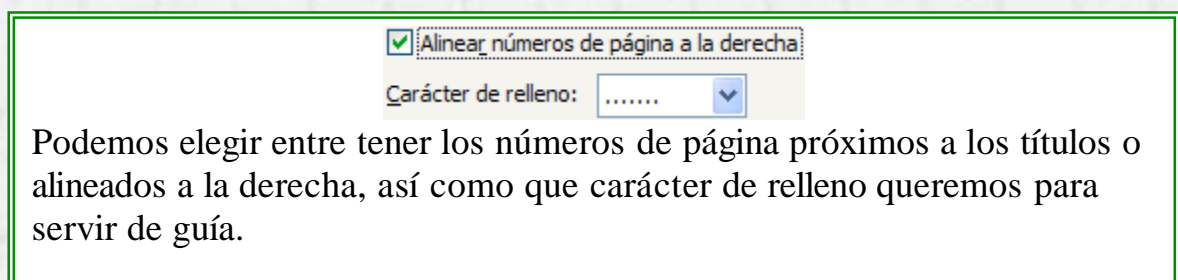 Alinear números de página a la derecha
Carácter de relleno: .......
Podemos elegir entre tener los números de página próximos a los títulos o
alineados a la derecha, así como que carácter de relleno queremos para
servir de guía.